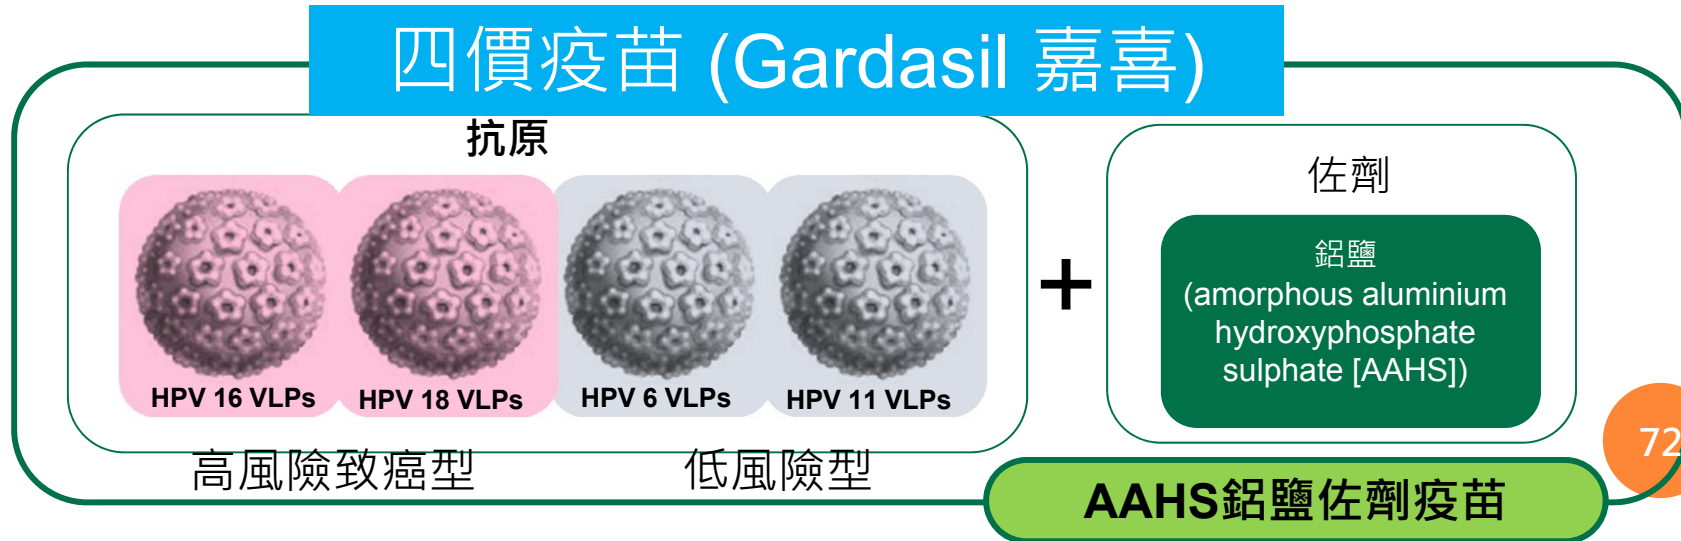 四價疫苗 (Gardasil 嘉喜)
抗原
HPV 16 VLPs
HPV 18 VLPs
HPV 6 VLPs
HPV 11 VLPs
高風險致癌型
低風險型
+
佐劑
鋁鹽
(amorphous aluminium
hydroxyphosphate
sulphate [AAHS])
AAHS鋁鹽佐劑疫苗
72